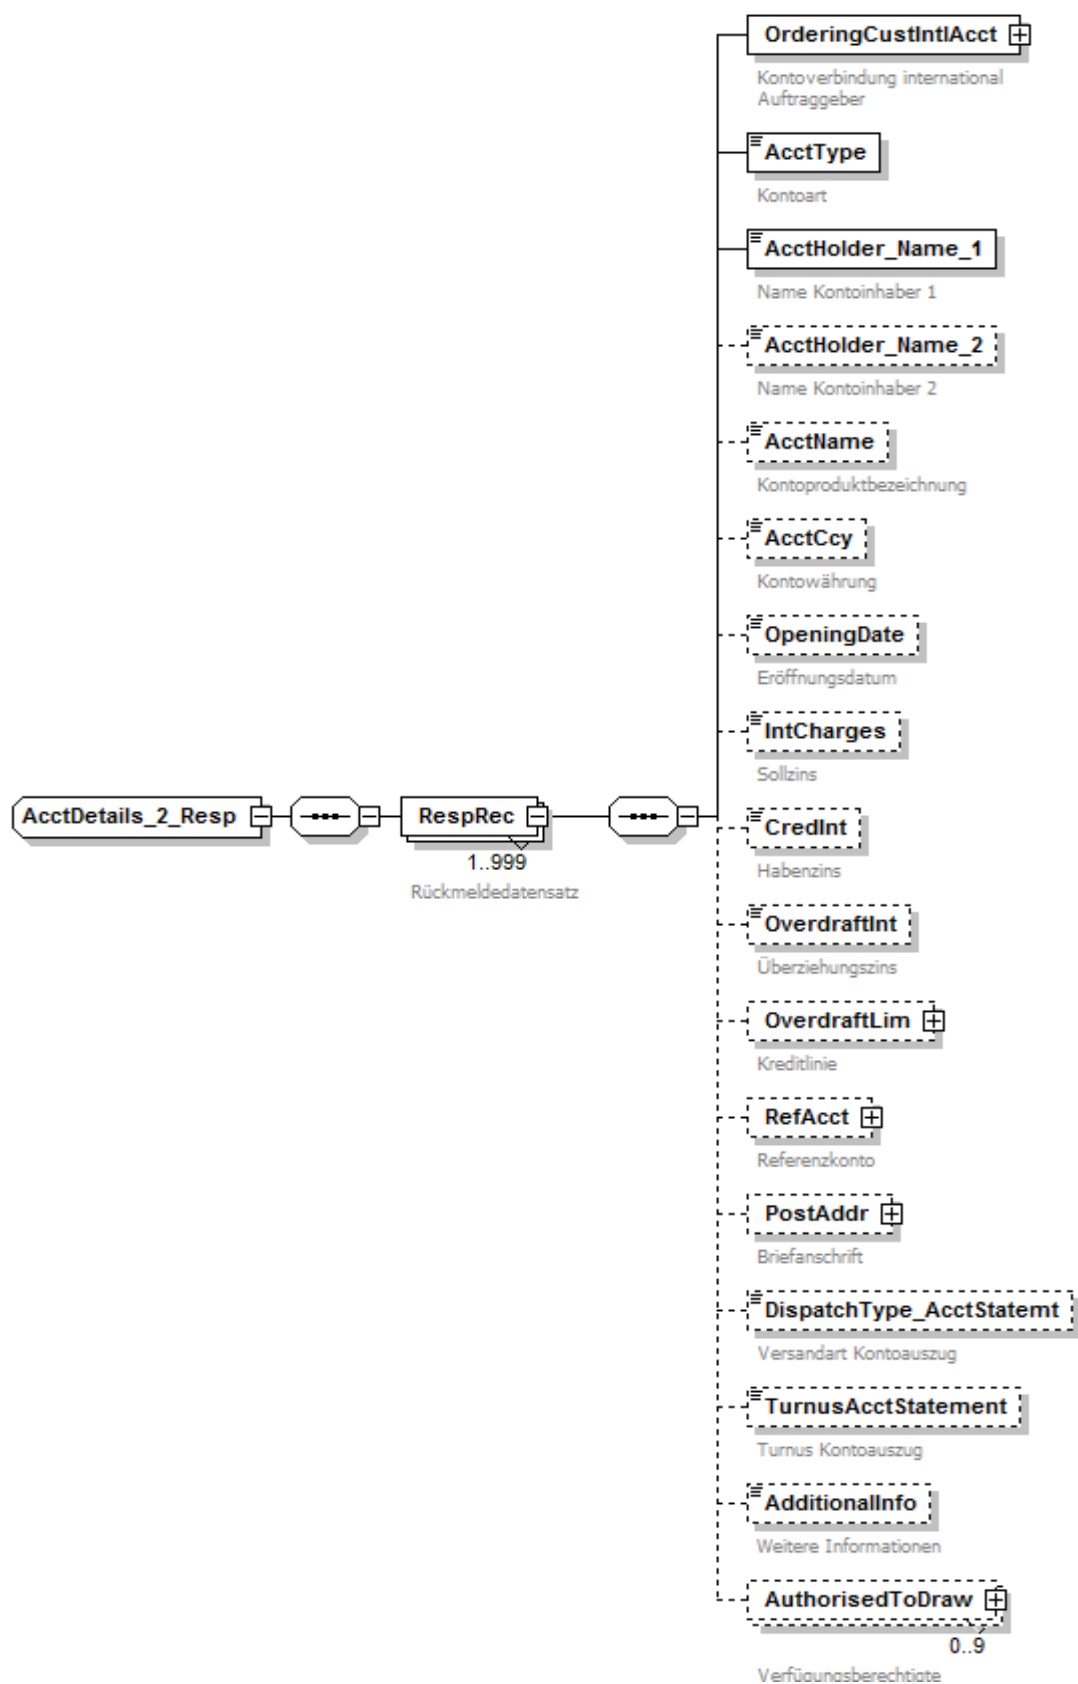 OrderingCustIntlAcct
Kontoverbindung international
Auftraggeber
AcctType
Kontoart
AcctHolder_Name_1
Name Kontoinhaber 1
AcctHolder_Name_2
Name Kontoinhaber 2
AcctName
Kontoproduktbezeichnung
AcctCcy
Kontowährung
OpeningDate
Eröffnungsdatum
IntCharges
Sollzins
AcctDetails_2_Resp
RespRec
1..999
Rückmeldedatensatz
CredInt
Habenzins
OverdraftInt
Überziehungszins
OverdraftLim
Kreditlinie
RefAcct
Referenzkonto
PostAddr
Briefanschrift
DispatchType_AcctStatemt
Versandart Kontoauszug
TurnusAcctStatement
Turnus Kontoauszug
AdditionalInfo
Weitere Informationen
AuthorisedToDraw
0..9
Verfügungsberechtigte